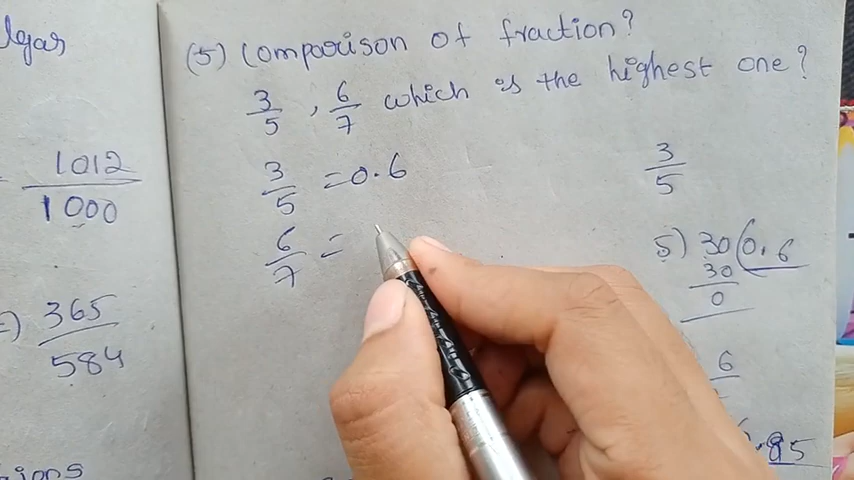 lgar
1012
1000
365
584
ions
(5) Comparison of fraction?
3/5 , 6/7 which is the highest one?
3/5 = 0.6
6/7 =
3/5
5) 30 (0.6
30
0
6
.85